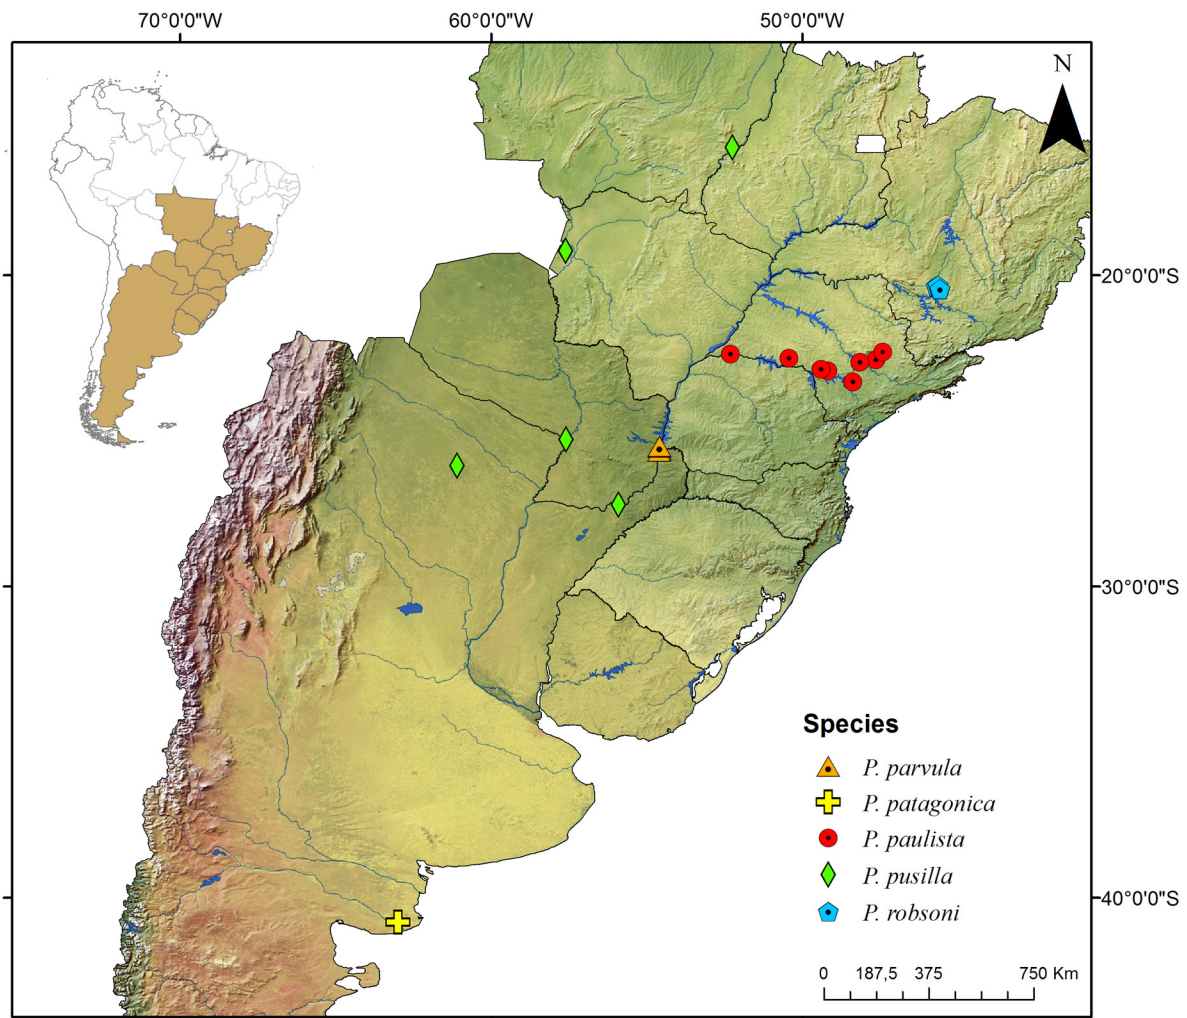 70°0'0"W 60°0'0"W 50°0'0"W
N
20°0'0"S
30°0'0"S
40°0'0"S
Species
P. parvula
P. patagonica
P. paulista
P. pusilla
P. robsoni
0 187,5 375 750 Km